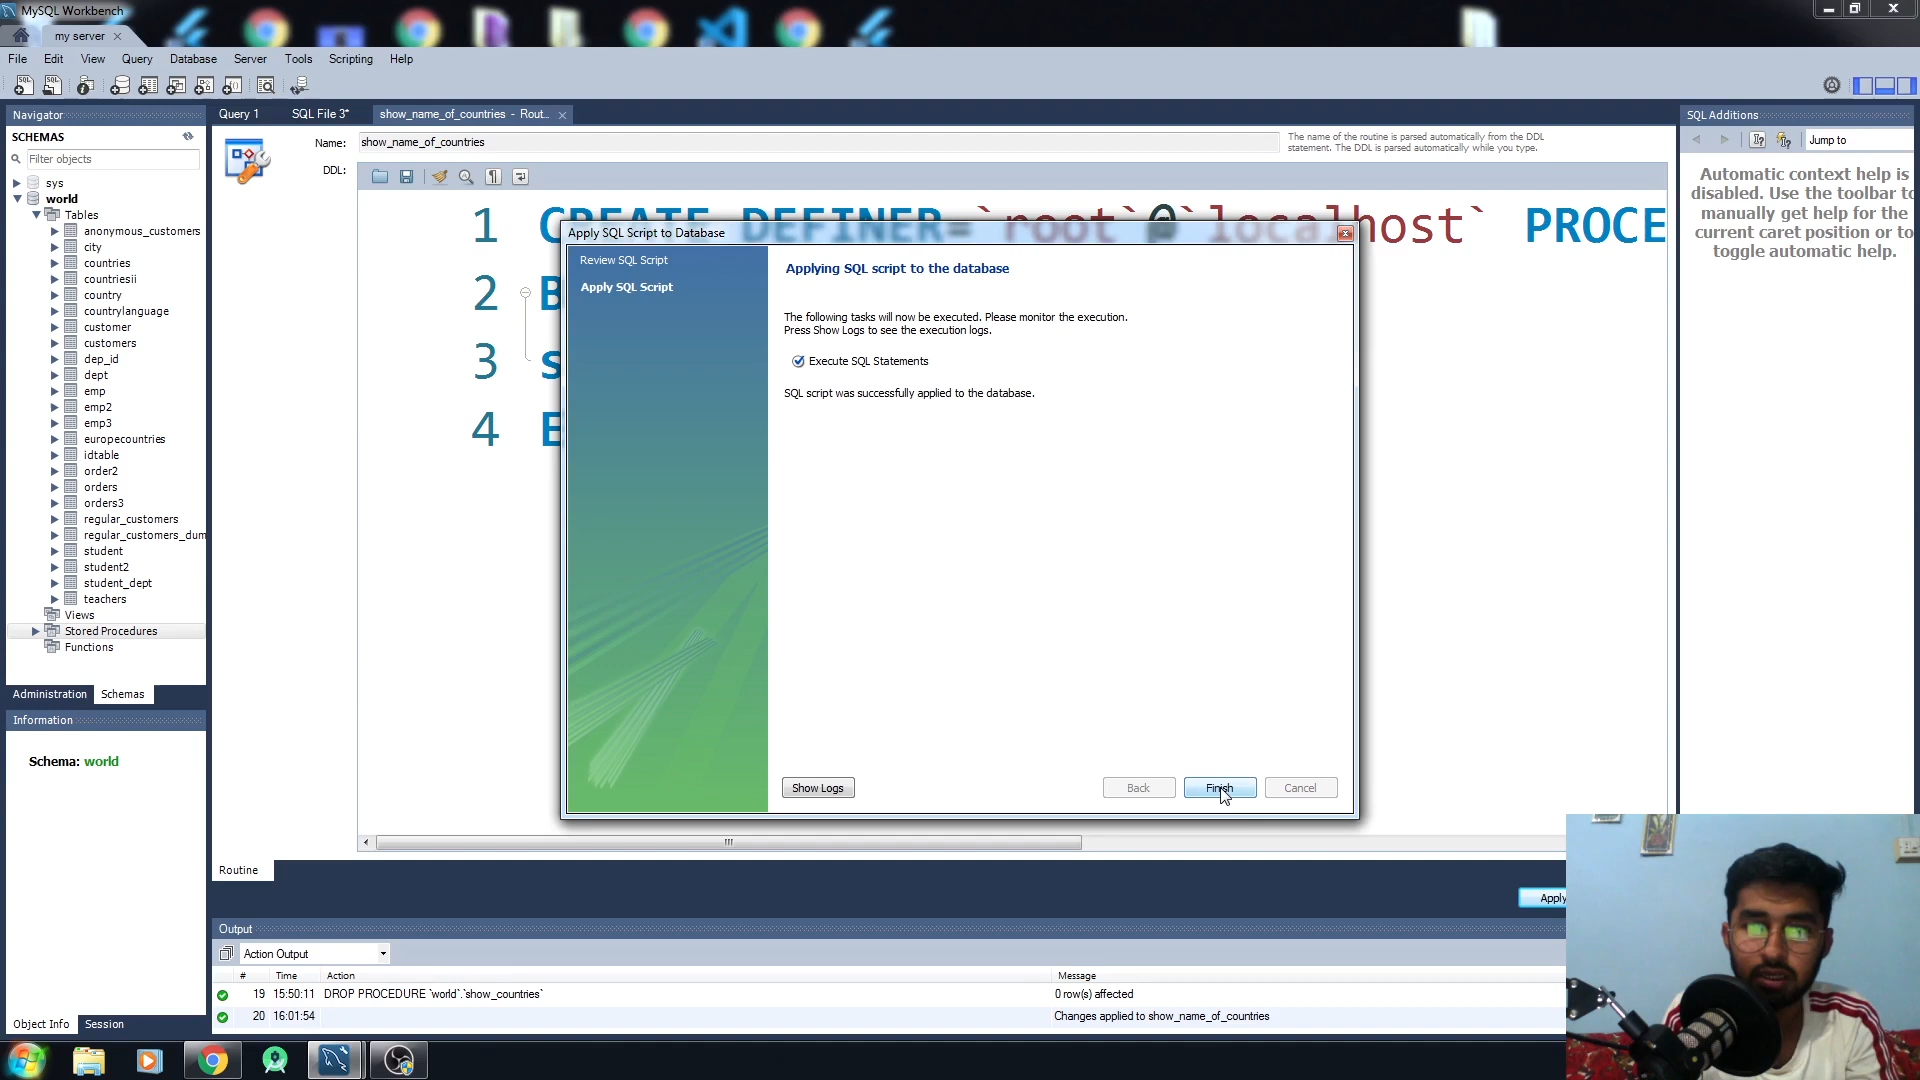 MySQL Workbench
my server
File Edit View Query Database Server Tools Scripting Help
Navigator
SCHEMAS
Filter objects
sys
world
Tables
anonymous_customers
city
countries
countriesii
country
countrylanguage
customer
customers
dep_id
dept
emp
emp2
emp3
europecountries
idtable
order2
orders
orders3
regular_customers
regular_customers_dum
student
student2
student_dept
teachers
Views
Stored Procedures
Functions
Administration Schemas
Information
Schema: world
Object Info Session
Query 1 SQL File 3* show_name_of_countries - Rout...
Name: show_name_of_countries
The name of the routine is parsed automatically from the DDL
statement. The DDL is parsed automatically while you type.
DDL:
1 CREATE DEFINER=`root`@`localhost` PROCE
2 B
3 s
4 E
Apply SQL Script to Database
Review SQL Script
Apply SQL Script
Applying SQL script to the database
The following tasks will now be executed. Please monitor the execution.
Press Show Logs to see the execution logs.
Execute SQL Statements
SQL script was successfully applied to the database.
Show Logs Back Finish Cancel
Routine
Apply
Output
Action Output
# Time Action Message
19 15:50:11 DROP PROCEDURE `world`.`show_countries` 0 row(s) affected
20 16:01:54 Changes applied to show_name_of_countries
SQL Additions
Jump to
Automatic context help is
disabled. Use the toolbar to
manually get help for the
current caret position or to
toggle automatic help.